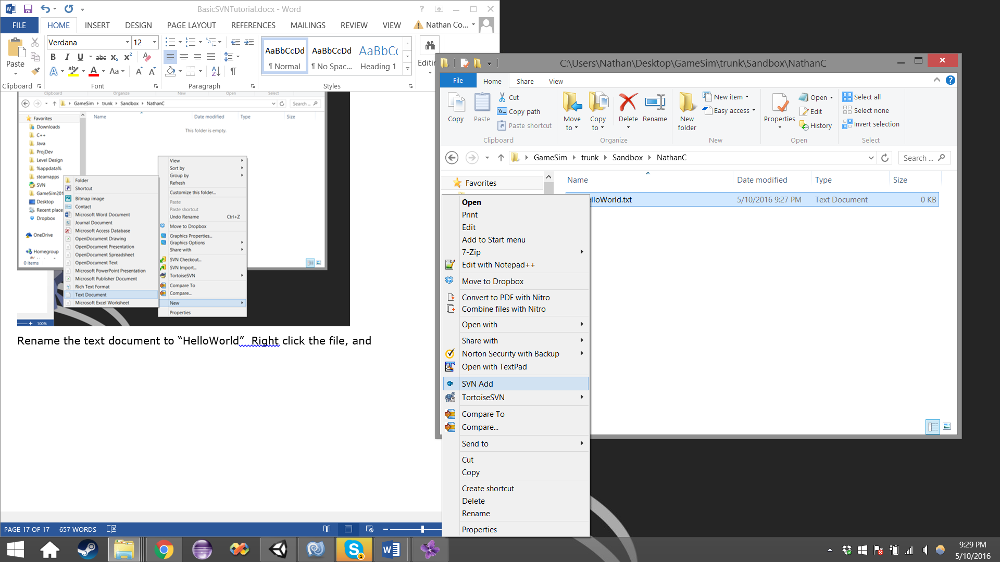 BasicSVNTutorial.docx - Word
FILE
HOME
INSERT
DESIGN
PAGE LAYOUT
REFERENCES
MAILINGS
REVIEW
VIEW
Nathan Co...
Verdana
12
Paste
B I U abc x₂ x²
A ab A Aa A A
AaBbCcDd
¶ Normal
AaBbCcDd
¶ No Spac...
AaBbCc
Heading 1
Clipboard
Font
Paragraph
Styles
Clipboard
Organize
New
Open
Select
GameSim
trunk
Sandbox
NathanC
Search ...
Name
Date modified
Type
Size
This folder is empty.
Favorites
Downloads
C++
Java
ProjDev
Level Design
%appdata%
steamapps
SVN
GameSim201
Desktop
Recent place
Dropbox
OneDrive
Homegroup
0 items
Folder
Shortcut
Bitmap image
Contact
Microsoft Word Document
Journal Document
Microsoft Access Database
OpenDocument Drawing
OpenDocument Presentation
OpenDocument Spreadsheet
OpenDocument Text
Microsoft PowerPoint Presentation
Microsoft Publisher Document
Rich Text Format
Text Document
Microsoft Excel Worksheet
View
Sort by
Group by
Refresh
Customize this folder...
Paste
Paste shortcut
Undo Rename Ctrl+Z
Move to Dropbox
Graphics Properties...
Graphics Options
Share with
SVN Checkout...
SVN Import...
TortoiseSVN
Compare To
Compare...
New
Properties
100%
Rename the text document to “HelloWorld” Right click the file, and
PAGE 17 OF 17
657 WORDS
C:\Users\Nathan\Desktop\GameSim\trunk\Sandbox\NathanC
File
Home
Share
View
Copy
Paste
Cut
Copy path
Paste shortcut
Move to
Copy to
Delete
Rename
New folder
New item
Easy access
Properties
Open
Edit
History
Select all
Select none
Invert selection
Clipboard
Organize
New
Open
Select
GameSim
trunk
Sandbox
NathanC
Search ...
Favorites
Name
Date modified
Type
Size
lloWorld.txt
5/10/2016 9:27 PM
Text Document
0 KB
Open
Print
Edit
Add to Start menu
7-Zip
Edit with Notepad++
Move to Dropbox
Convert to PDF with Nitro
Combine files with Nitro
Open with
Share with
Norton Security with Backup
Open with TextPad
SVN Add
TortoiseSVN
Compare To
Compare...
Send to
Cut
Copy
Create shortcut
Delete
Rename
Properties
9:29 PM
5/10/2016